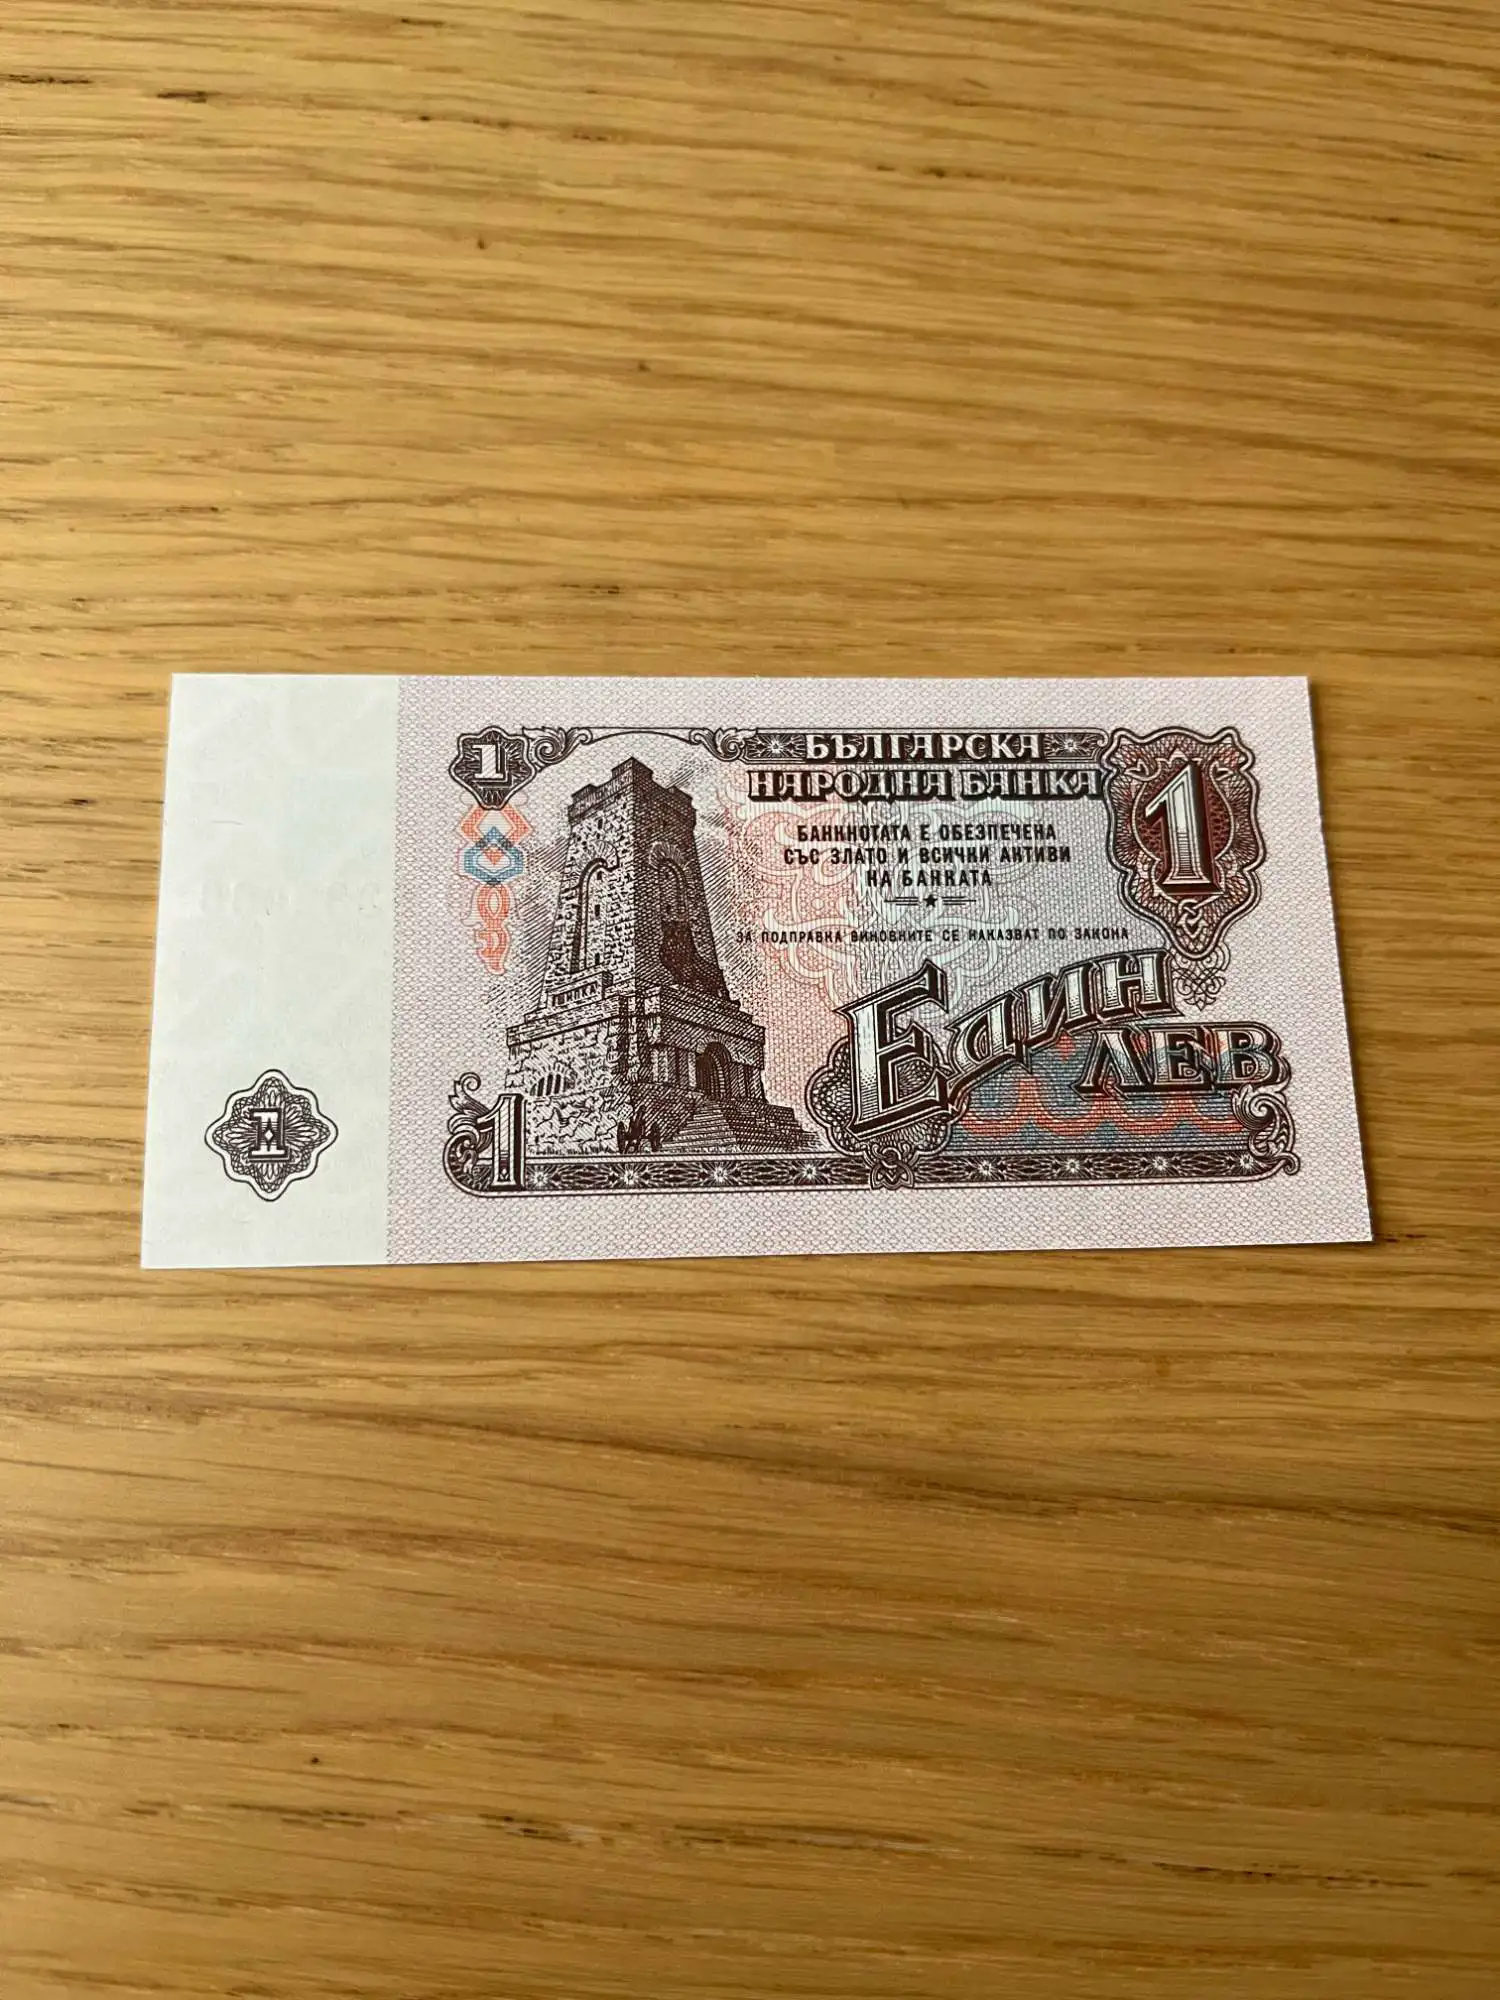 1
БЪЛГАРСКА
НАРОДНА БАНКА
1
БАНКНОТАТА Е ОБЕЗПЕЧЕНА
СЪС ЗЛАТО И ВСИЧКИ АКТИВИ
НА БАНКАТА
ЗА ПОДПРАВКА ВИНОВНИТЕ СЕ НАКАЗВАТ ПО ЗАКОНА
ШИПКА
ЕДИН
ЛЕВ
1
1